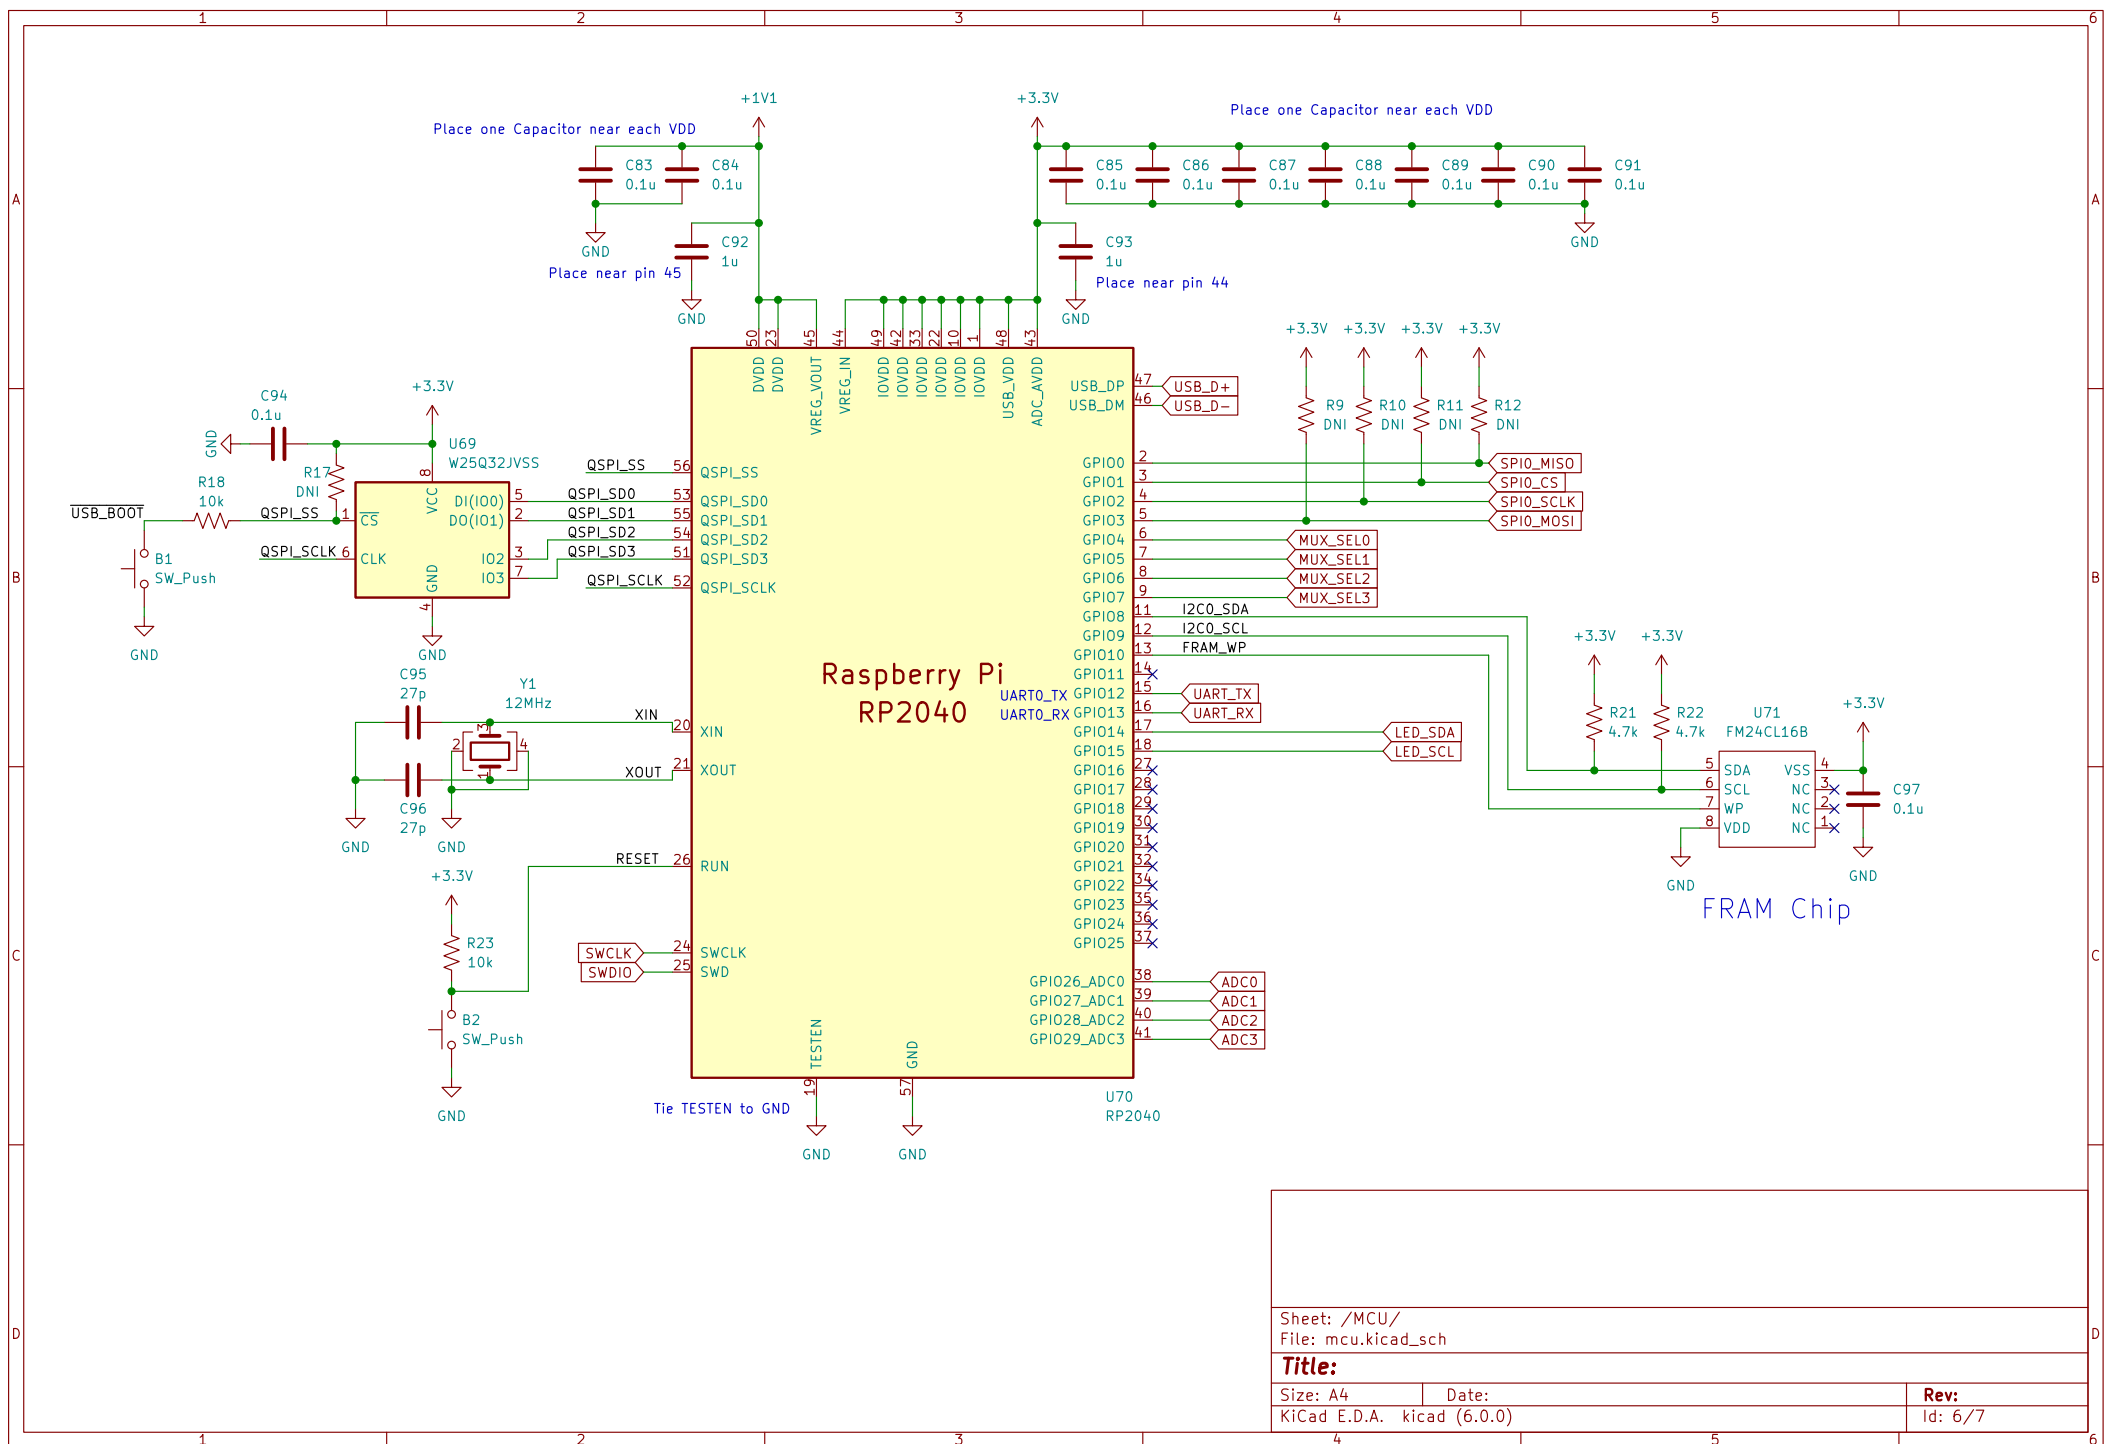 1 2 3 4 5 6
A
B
C
D
A
B
C
D
1 2 3 4 5 6
+1V1
Place one Capacitor near each VDD
C83
0.1u
C84
0.1u
GND
C92
1u
Place near pin 45
GND
+3.3V
Place one Capacitor near each VDD
C85
0.1u
C86
0.1u
C87
0.1u
C88
0.1u
C89
0.1u
C90
0.1u
C91
0.1u
GND
C93
1u
Place near pin 44
GND
50 23 45 44 49 42 33 22 10 1 48 43
DVDD
DVDD
VREG_VOUT
VREG_IN
IOVDD
IOVDD
IOVDD
IOVDD
IOVDD
IOVDD
USB_VDD
ADC_AVDD
C94
0.1u
GND
+3.3V
U69
W25Q32JVSS
R17
DNI
R18
10k
USB_BOOT
QSPI_SS
QSPI_SCLK
B1
SW_Push
GND
8
VCC
1 CS
6 CLK
DI(IO0) 5
DO(IO1) 2
IO2 3
IO3 7
GND
4
GND
QSPI_SS 56 QSPI_SS
QSPI_SD0 53 QSPI_SD0
QSPI_SD1 55 QSPI_SD1
QSPI_SD2 54 QSPI_SD2
QSPI_SD3 51 QSPI_SD3
QSPI_SCLK 52 QSPI_SCLK
C95
27p
Y1
12MHz
3
2 4
1
C96
27p
GND
GND
XIN 20 XIN
XOUT 21 XOUT
RESET 26 RUN
+3.3V
R23
10k
B2
SW_Push
GND
SWCLK 24 SWCLK
SWDIO 25 SWD
Raspberry Pi
RP2040
UART0_TX
UART0_RX
TESTEN
19
GND
57
Tie TESTEN to GND
GND
GND
U70
RP2040
USB_DP 47 USB_D+
USB_DM 46 USB_D-
+3.3V +3.3V +3.3V +3.3V
R9
DNI
R10
DNI
R11
DNI
R12
DNI
GPIO0 2 SPI0_MISO
GPIO1 3 SPI0_CS
GPIO2 4 SPI0_SCLK
GPIO3 5 SPI0_MOSI
GPIO4 6 MUX_SEL0
GPIO5 7 MUX_SEL1
GPIO6 8 MUX_SEL2
GPIO7 9 MUX_SEL3
GPIO8 11 I2C0_SDA
GPIO9 12 I2C0_SCL
GPIO10 13 FRAM_WP
GPIO11 14
GPIO12 15 UART_TX
GPIO13 16 UART_RX
GPIO14 17 LED_SDA
GPIO15 18 LED_SCL
GPIO16 27
GPIO17 28
GPIO18 29
GPIO19 30
GPIO20 31
GPIO21 32
GPIO22 34
GPIO23 35
GPIO24 36
GPIO25 37
GPIO26_ADC0 38 ADC0
GPIO27_ADC1 39 ADC1
GPIO28_ADC2 40 ADC2
GPIO29_ADC3 41 ADC3
+3.3V +3.3V
R21
4.7k
R22
4.7k
U71
FM24CL16B
+3.3V
5 SDA VSS 4
6 SCL NC 3
7 WP NC 2
8 VDD NC 1
C97
0.1u
GND
GND
FRAM Chip
Sheet: /MCU/
File: mcu.kicad_sch
Title:
Size: A4 Date: Rev:
KiCad E.D.A. kicad (6.0.0) Id: 6/7